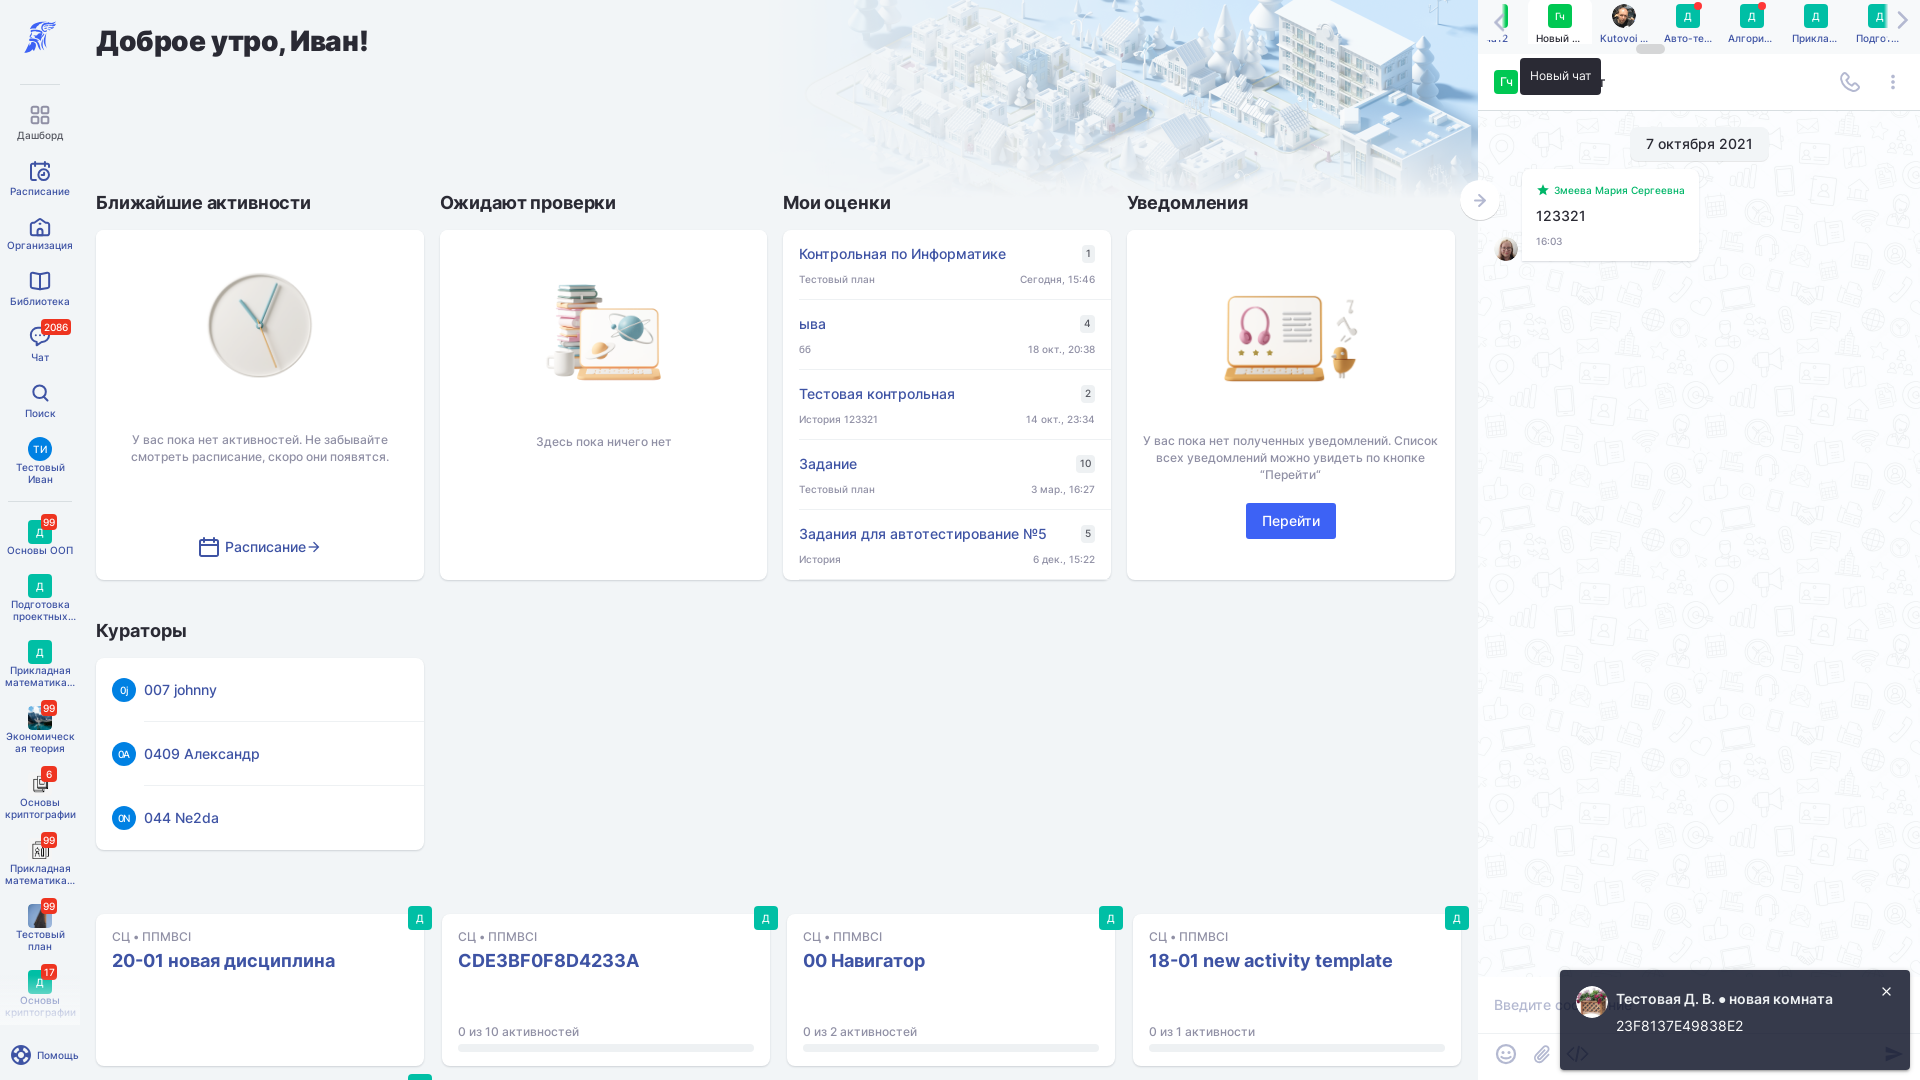 Доброе утро, Иван!
Дашборд
Расписание
Организация
Библиотека
2086
Чат
Поиск
ТИ
Тестовый
Иван
99
Д
Основы ООП
Д
Подготовка
проектных...
Д
Прикладная
математика...
99
Экономическ
ая теория
6
Основы
криптографии
99
Прикладная
математика...
99
Тестовый
план
17
Д
Основы
криптографии
Помощь
Ближайшие активности
У вас пока нет активностей. Не забывайте
смотреть расписание, скоро они появятся.
Расписание
Ожидают проверки
Здесь пока ничего нет
Мои оценки
Контрольная по Информатике 1
Тестовый план Сегодня, 15:46
ыва 4
бб 18 окт., 20:38
Тестовая контрольная 2
История 123321 14 окт., 23:34
Задание 10
Тестовый план 3 мар., 16:27
Задания для автотестирование №5 5
История 6 дек., 15:22
Уведомления
У вас пока нет полученных уведомлений. Список
всех уведомлений можно увидеть по кнопке
“Перейти”
Перейти
Кураторы
0j 007 johnny
0А 0409 Александр
0N 044 Ne2da
Д
СЦ • ППМВСI
20-01 новая дисциплина
Д
СЦ • ППМВСI
CDE3BF0F8D4233A
0 из 10 активностей
Д
СЦ • ППМВСI
00 Навигатор
0 из 2 активностей
Д
СЦ • ППМВСI
18-01 new activity template
0 из 1 активности
Гч Д Д Д Д
Новый ... Kutovoi ... Авто-те... Алгори... Прикла... Подгот...
Гч
Новый чат
7 октября 2021
Змеева Мария Сергеевна
123321
16:03
Введите
Тестовая Д. В. ● новая комната
23F8137E49838E2